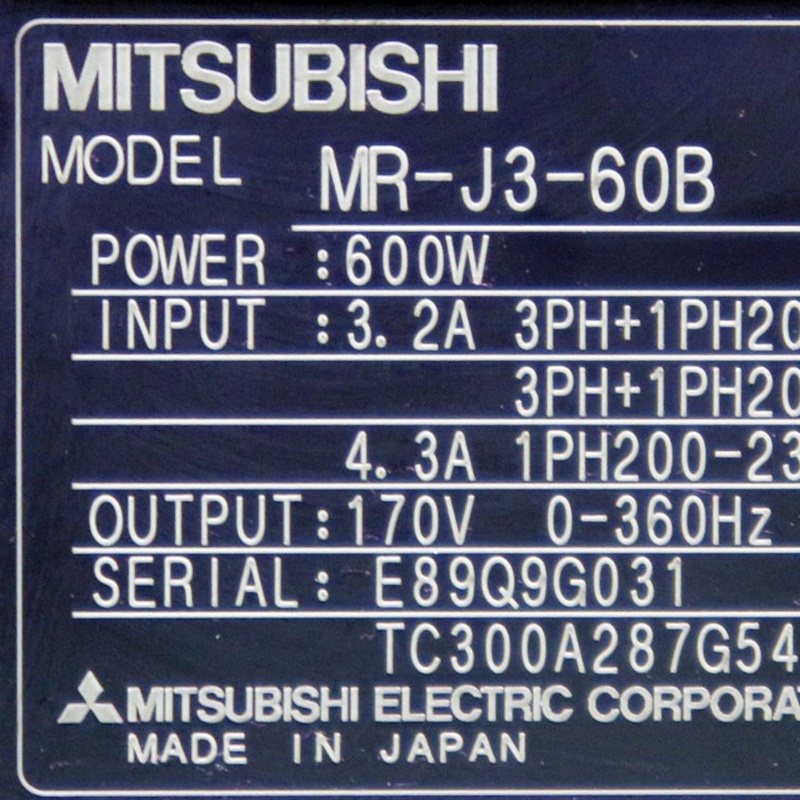 MITSUBISHI
MODEL MR-J3-60B
POWER :600W
INPUT :3.2A 3PH+1PH20
3PH+1PH20
4.3A 1PH200-23
OUTPUT:170V 0-360Hz
SERIAL: E89Q9G031
TC300A287G54
MITSUBISHI ELECTRIC CORPORA
MADE IN JAPAN